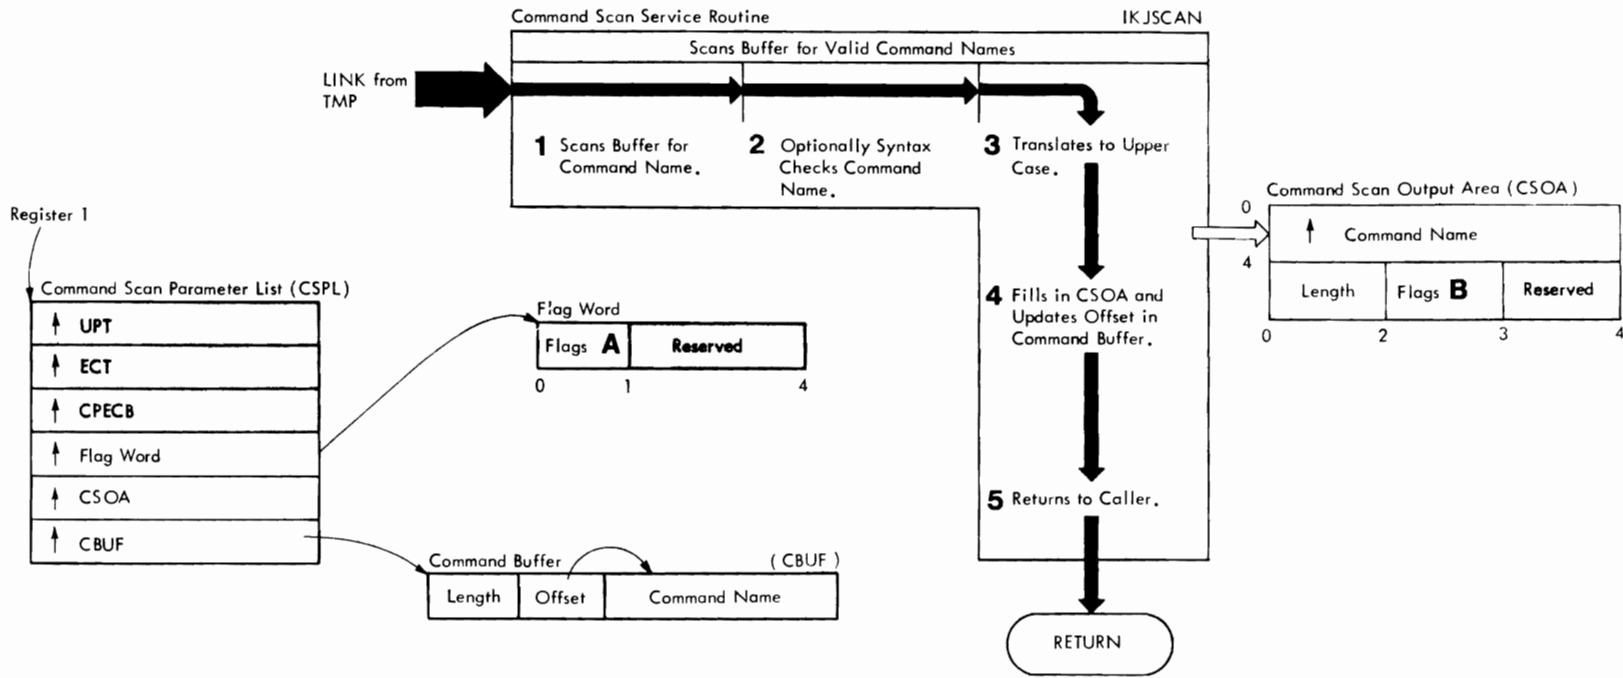 Command Scan Service Routine
IKJSCAN
Scans Buffer for Valid Command Names
LINK from
TMP
1 Scans Buffer for
Command Name.
2 Optionally Syntax
Checks Command
Name.
3 Translates to Upper
Case.
4 Fills in CSOA and
Updates Offset in
Command Buffer.
5 Returns to Caller.
RETURN
Command Scan Output Area (CSOA)
0
↑ Command Name
4
Length
Flags B
Reserved
0 2 3 4
Register 1
Command Scan Parameter List (CSPL)
↑ UPT
↑ ECT
↑ CPECB
↑ Flag Word
↑ CSOA
↑ CBUF
Flag Word
Flags A
Reserved
0 1 4
Command Buffer
(CBUF)
Length
Offset
Command Name